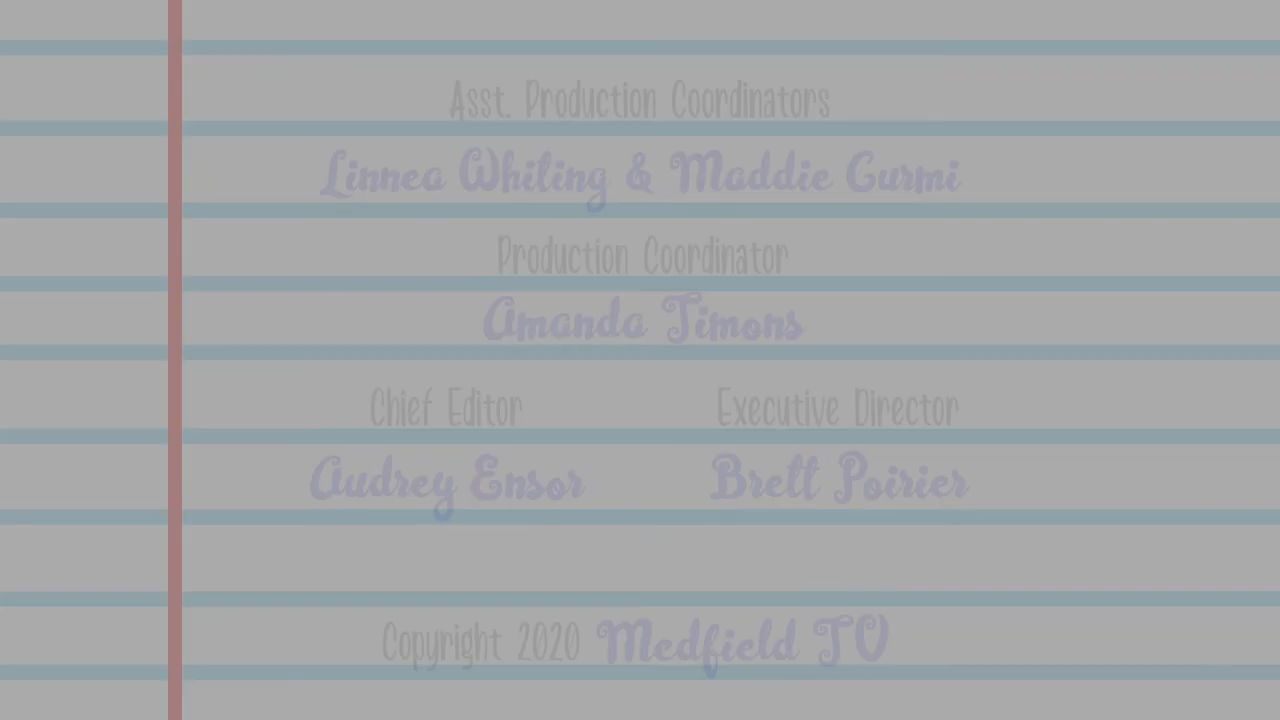 Asst. Production Coordinators
Linnea Whiting & Maddie Gurmi
Production Coordinator
Amanda Timons
Chief Editor Executive Director
Audrey Ensor Brett Poirier
Copyright 2020 Medfield TV